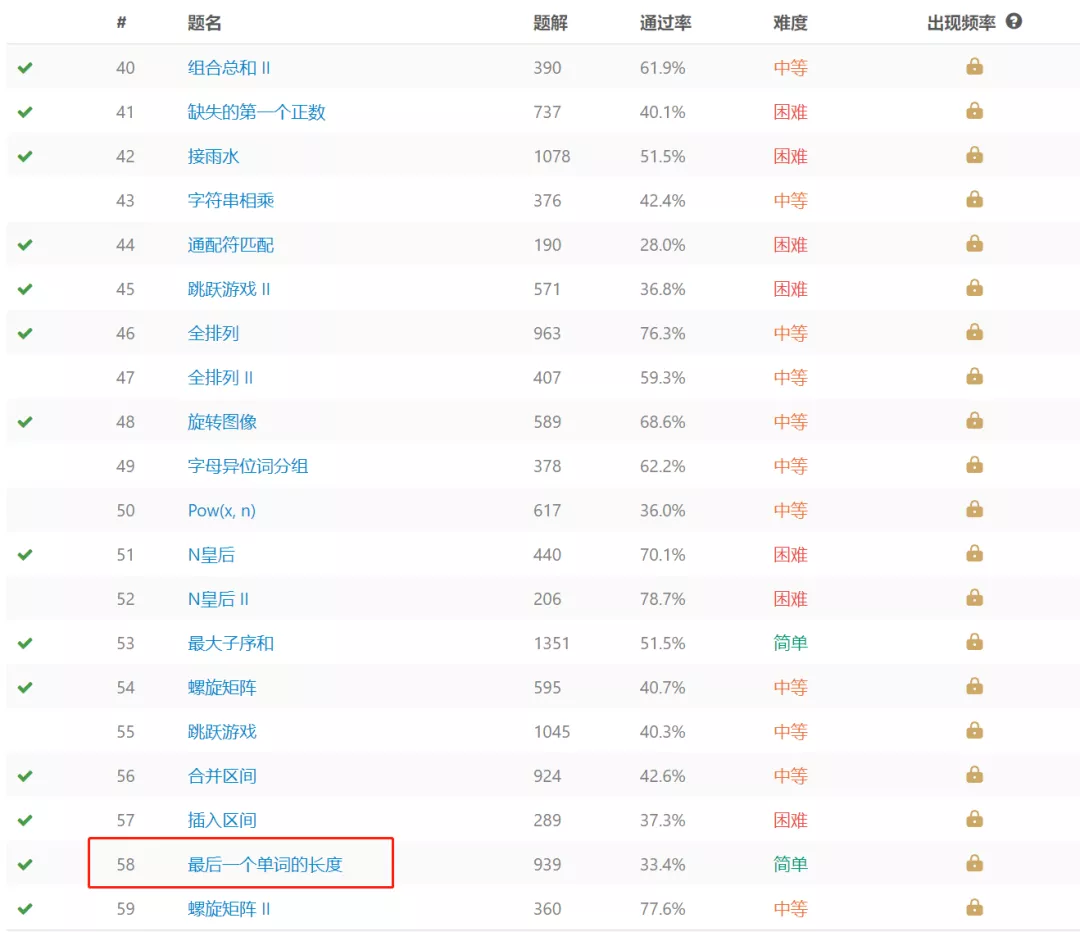 # 题名 题解 通过率 难度 出现频率
40 组合总和 II 390 61.9% 中等
41 缺失的第一个正数 737 40.1% 困难
42 接雨水 1078 51.5% 困难
43 字符串相乘 376 42.4% 中等
44 通配符匹配 190 28.0% 困难
45 跳跃游戏 II 571 36.8% 困难
46 全排列 963 76.3% 中等
47 全排列 II 407 59.3% 中等
48 旋转图像 589 68.6% 中等
49 字母异位词分组 378 62.2% 中等
50 Pow(x, n) 617 36.0% 中等
51 N皇后 440 70.1% 困难
52 N皇后 II 206 78.7% 困难
53 最大子序和 1351 51.5% 简单
54 螺旋矩阵 595 40.7% 中等
55 跳跃游戏 1045 40.3% 中等
56 合并区间 924 42.6% 中等
57 插入区间 289 37.3% 困难
58 最后一个单词的长度 939 33.4% 简单
59 螺旋矩阵 II 360 77.6% 中等